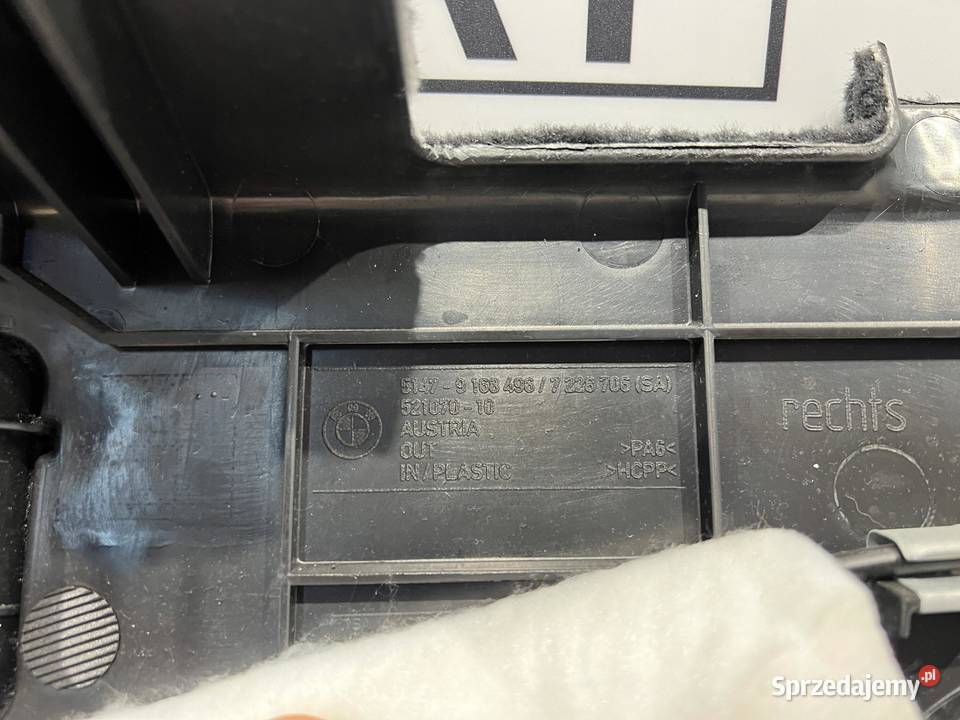 5147-9 168 496 / 7 226 706 (SA)
521070-10
AUSTRIA
OUT >PA6<
IN/PLASTIC >HCPP<
rechts
Sprzedajemy.pl